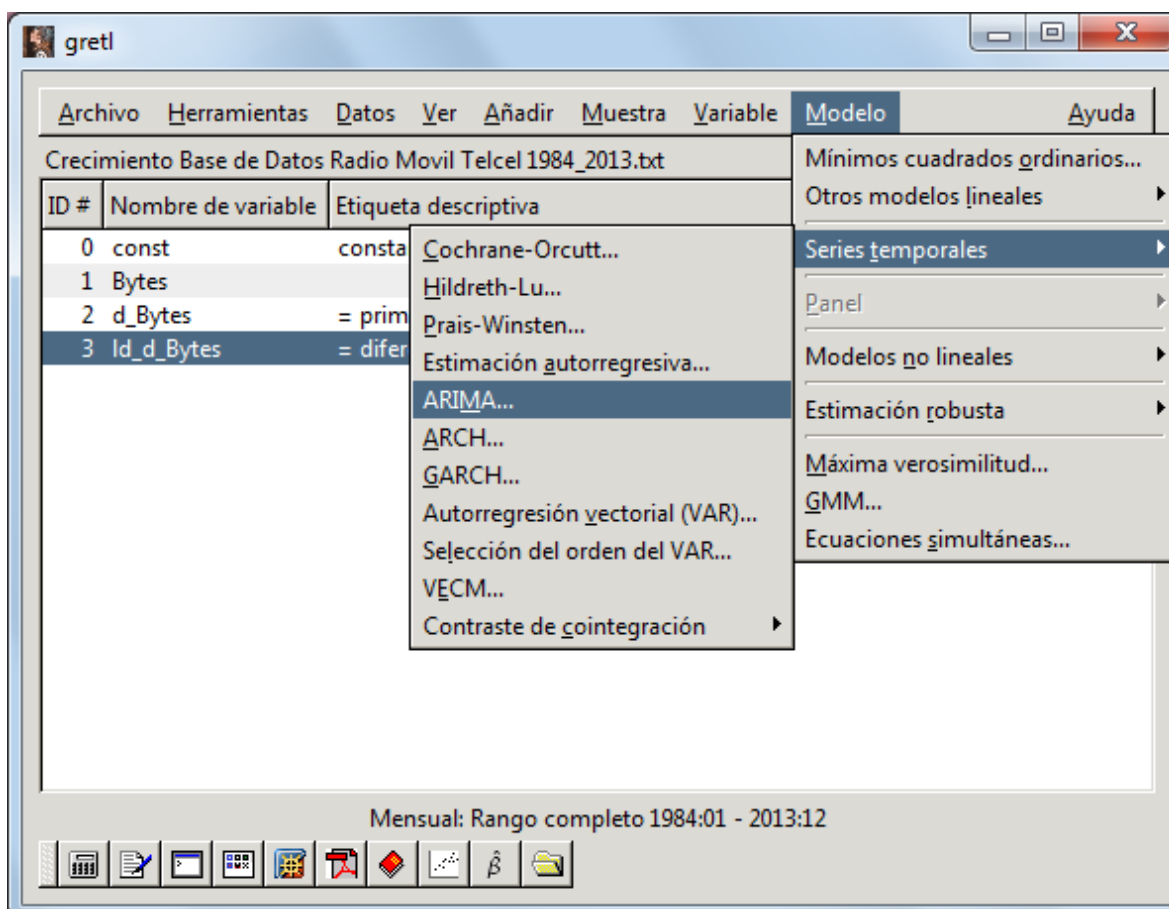 gretl
Archivo Herramientas Datos Ver Añadir Muestra Variable Modelo Ayuda
Crecimiento Base de Datos Radio Movil Telcel 1984_2013.txt
ID # Nombre de variable Etiqueta descriptiva
0 const consta
1 Bytes
2 d_Bytes = prim
3 ld_d_Bytes = difer
Mínimos cuadrados ordinarios...
Otros modelos lineales
Series temporales
Panel
Modelos no lineales
Estimación robusta
Máxima verosimilitud...
GMM...
Ecuaciones simultáneas...
Cochrane-Orcutt...
Hildreth-Lu...
Prais-Winsten...
Estimación autorregresiva...
ARIMA...
ARCH...
GARCH...
Autorregresión vectorial (VAR)...
Selección del orden del VAR...
VECM...
Contraste de cointegración
Mensual: Rango completo 1984:01 - 2013:12
β̂